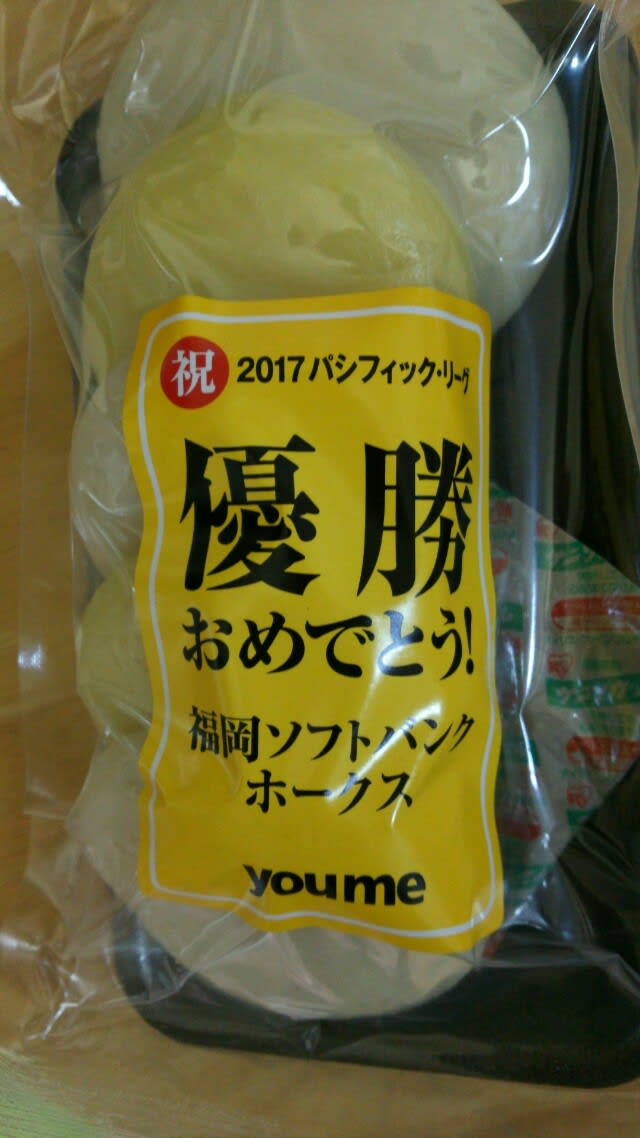 祝 2017パシフィック・リーグ
優勝
おめでとう!
福岡ソフトバンク
ホークス
youme